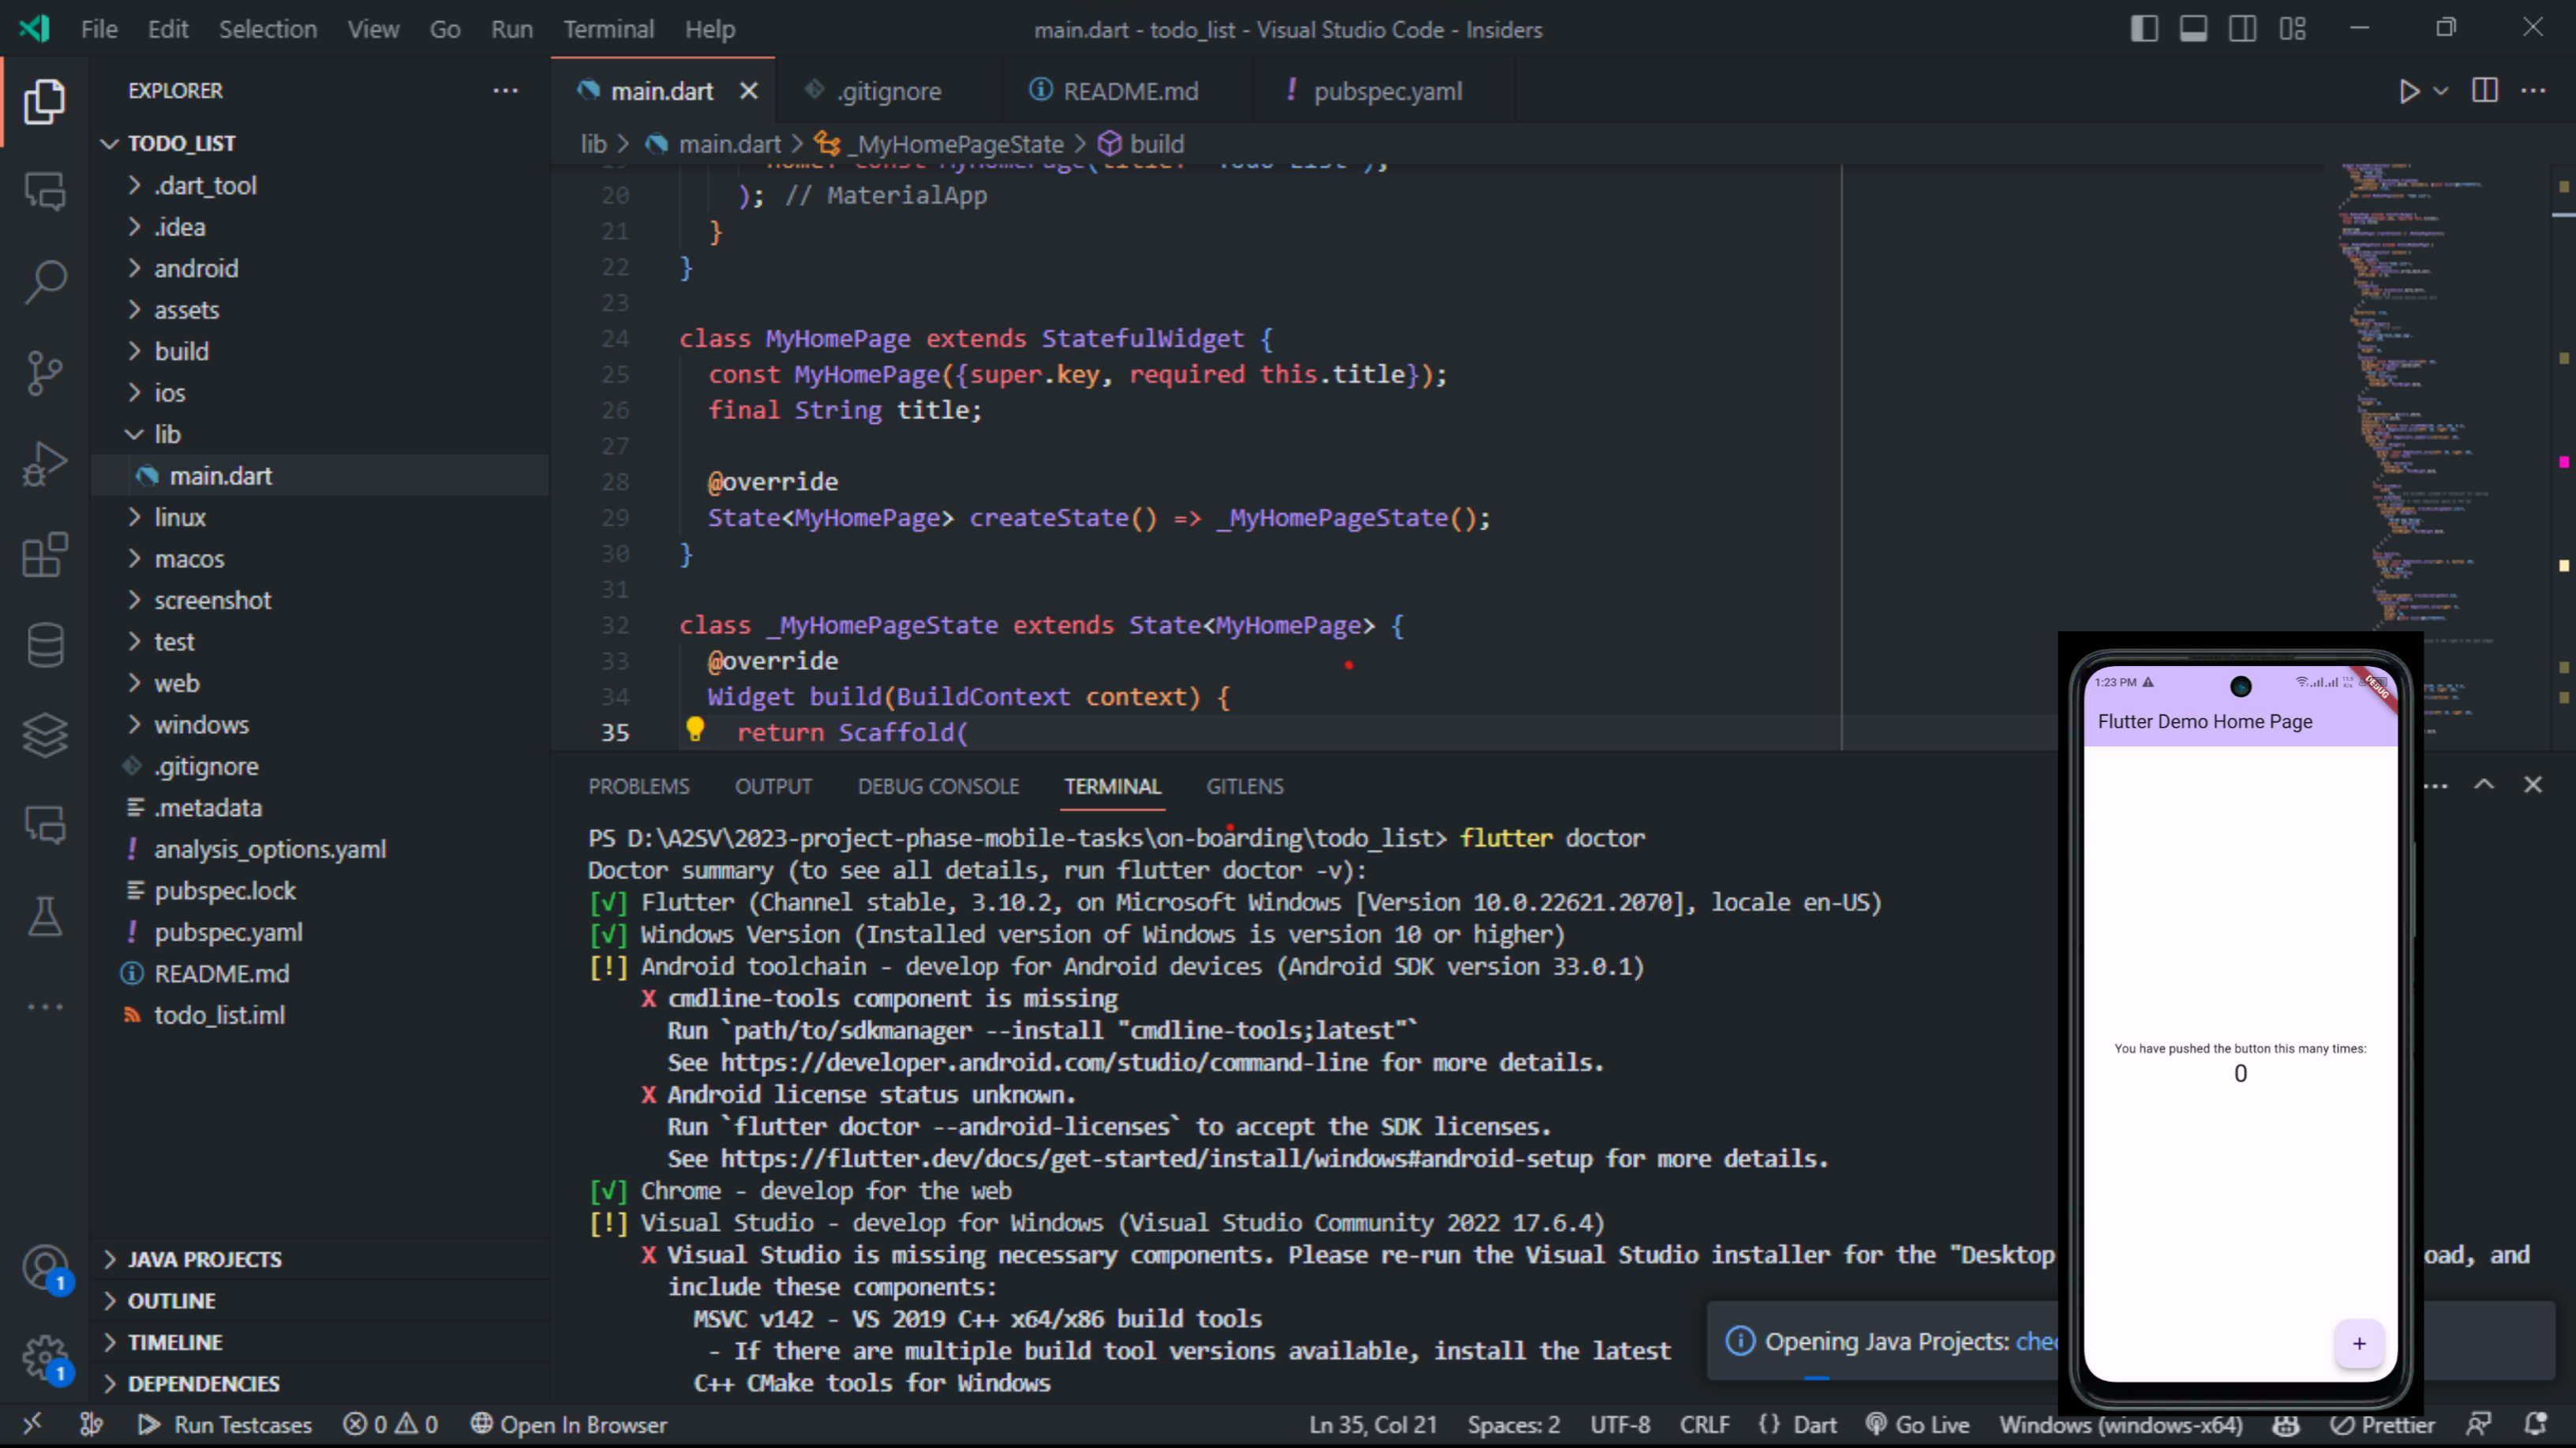 File Edit Selection View Go Run Terminal Help
main.dart - todo_list - Visual Studio Code - Insiders
EXPLORER
TODO_LIST
.dart_tool
.idea
android
assets
build
ios
lib
main.dart
linux
macos
screenshot
test
web
windows
.gitignore
.metadata
analysis_options.yaml
pubspec.lock
pubspec.yaml
README.md
todo_list.iml
JAVA PROJECTS
OUTLINE
TIMELINE
DEPENDENCIES
1
1
main.dart .gitignore README.md pubspec.yaml
lib > main.dart > _MyHomePageState > build
20 ); // MaterialApp
21 }
22 }
23
24 class MyHomePage extends StatefulWidget {
25 const MyHomePage({super.key, required this.title});
26 final String title;
27
28 @override
29 State<MyHomePage> createState() => _MyHomePageState();
30 }
31
32 class _MyHomePageState extends State<MyHomePage> {
33 @override
34 Widget build(BuildContext context) {
35 return Scaffold(
PROBLEMS OUTPUT DEBUG CONSOLE TERMINAL GITLENS
PS D:\A2SV\2023-project-phase-mobile-tasks\on-boarding\todo_list> flutter doctor
Doctor summary (to see all details, run flutter doctor -v):
[√] Flutter (Channel stable, 3.10.2, on Microsoft Windows [Version 10.0.22621.2070], locale en-US)
[√] Windows Version (Installed version of Windows is version 10 or higher)
[!] Android toolchain - develop for Android devices (Android SDK version 33.0.1)
X cmdline-tools component is missing
Run `path/to/sdkmanager --install "cmdline-tools;latest"`
See https://developer.android.com/studio/command-line for more details.
X Android license status unknown.
Run `flutter doctor --android-licenses` to accept the SDK licenses.
See https://flutter.dev/docs/get-started/install/windows#android-setup for more details.
[√] Chrome - develop for the web
[!] Visual Studio - develop for Windows (Visual Studio Community 2022 17.6.4)
X Visual Studio is missing necessary components. Please re-run the Visual Studio installer for the "Desktop oad, and
include these components:
MSVC v142 - VS 2019 C++ x64/x86 build tools
- If there are multiple build tool versions available, install the latest
C++ CMake tools for Windows
Opening Java Projects: chec
1:23 PM
DEBUG
Flutter Demo Home Page
You have pushed the button this many times:
0
+
Run Testcases 0 0 Open In Browser Ln 35, Col 21 Spaces: 2 UTF-8 CRLF {} Dart Go Live Windows (windows-x64) Prettier